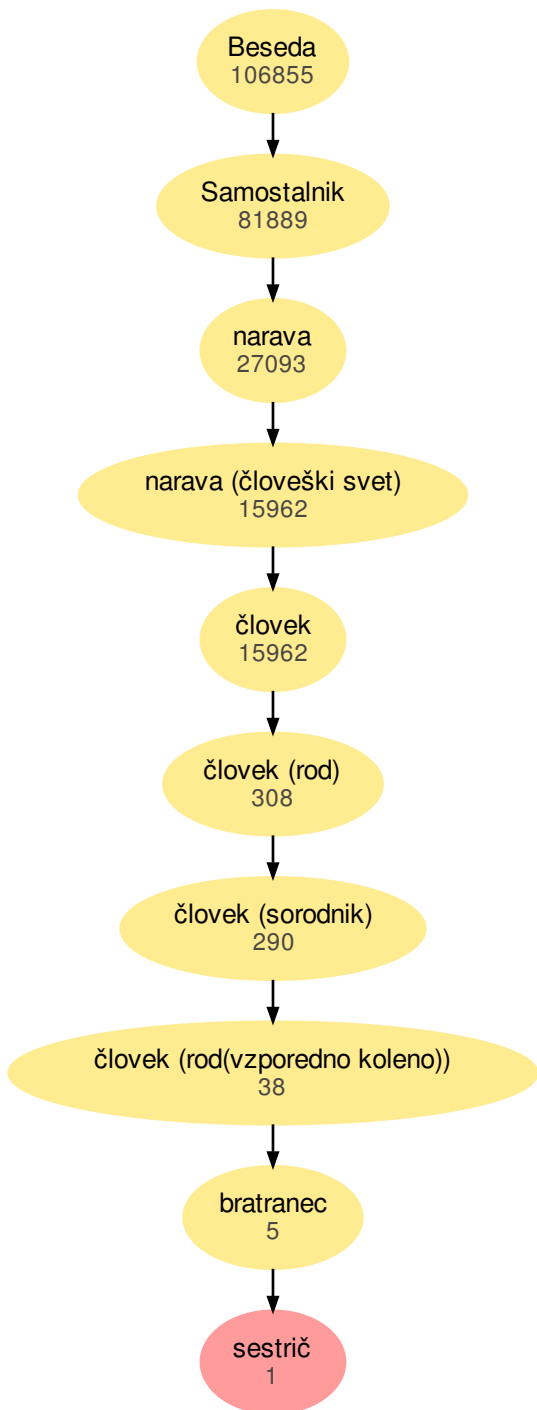 Beseda
106855
Samostalnik
81889
narava
27093
narava (človeški svet)
15962
človek
15962
človek (rod)
308
človek (sorodnik)
290
človek (rod(vzporedno koleno))
38
bratranec
5
sestrič
1